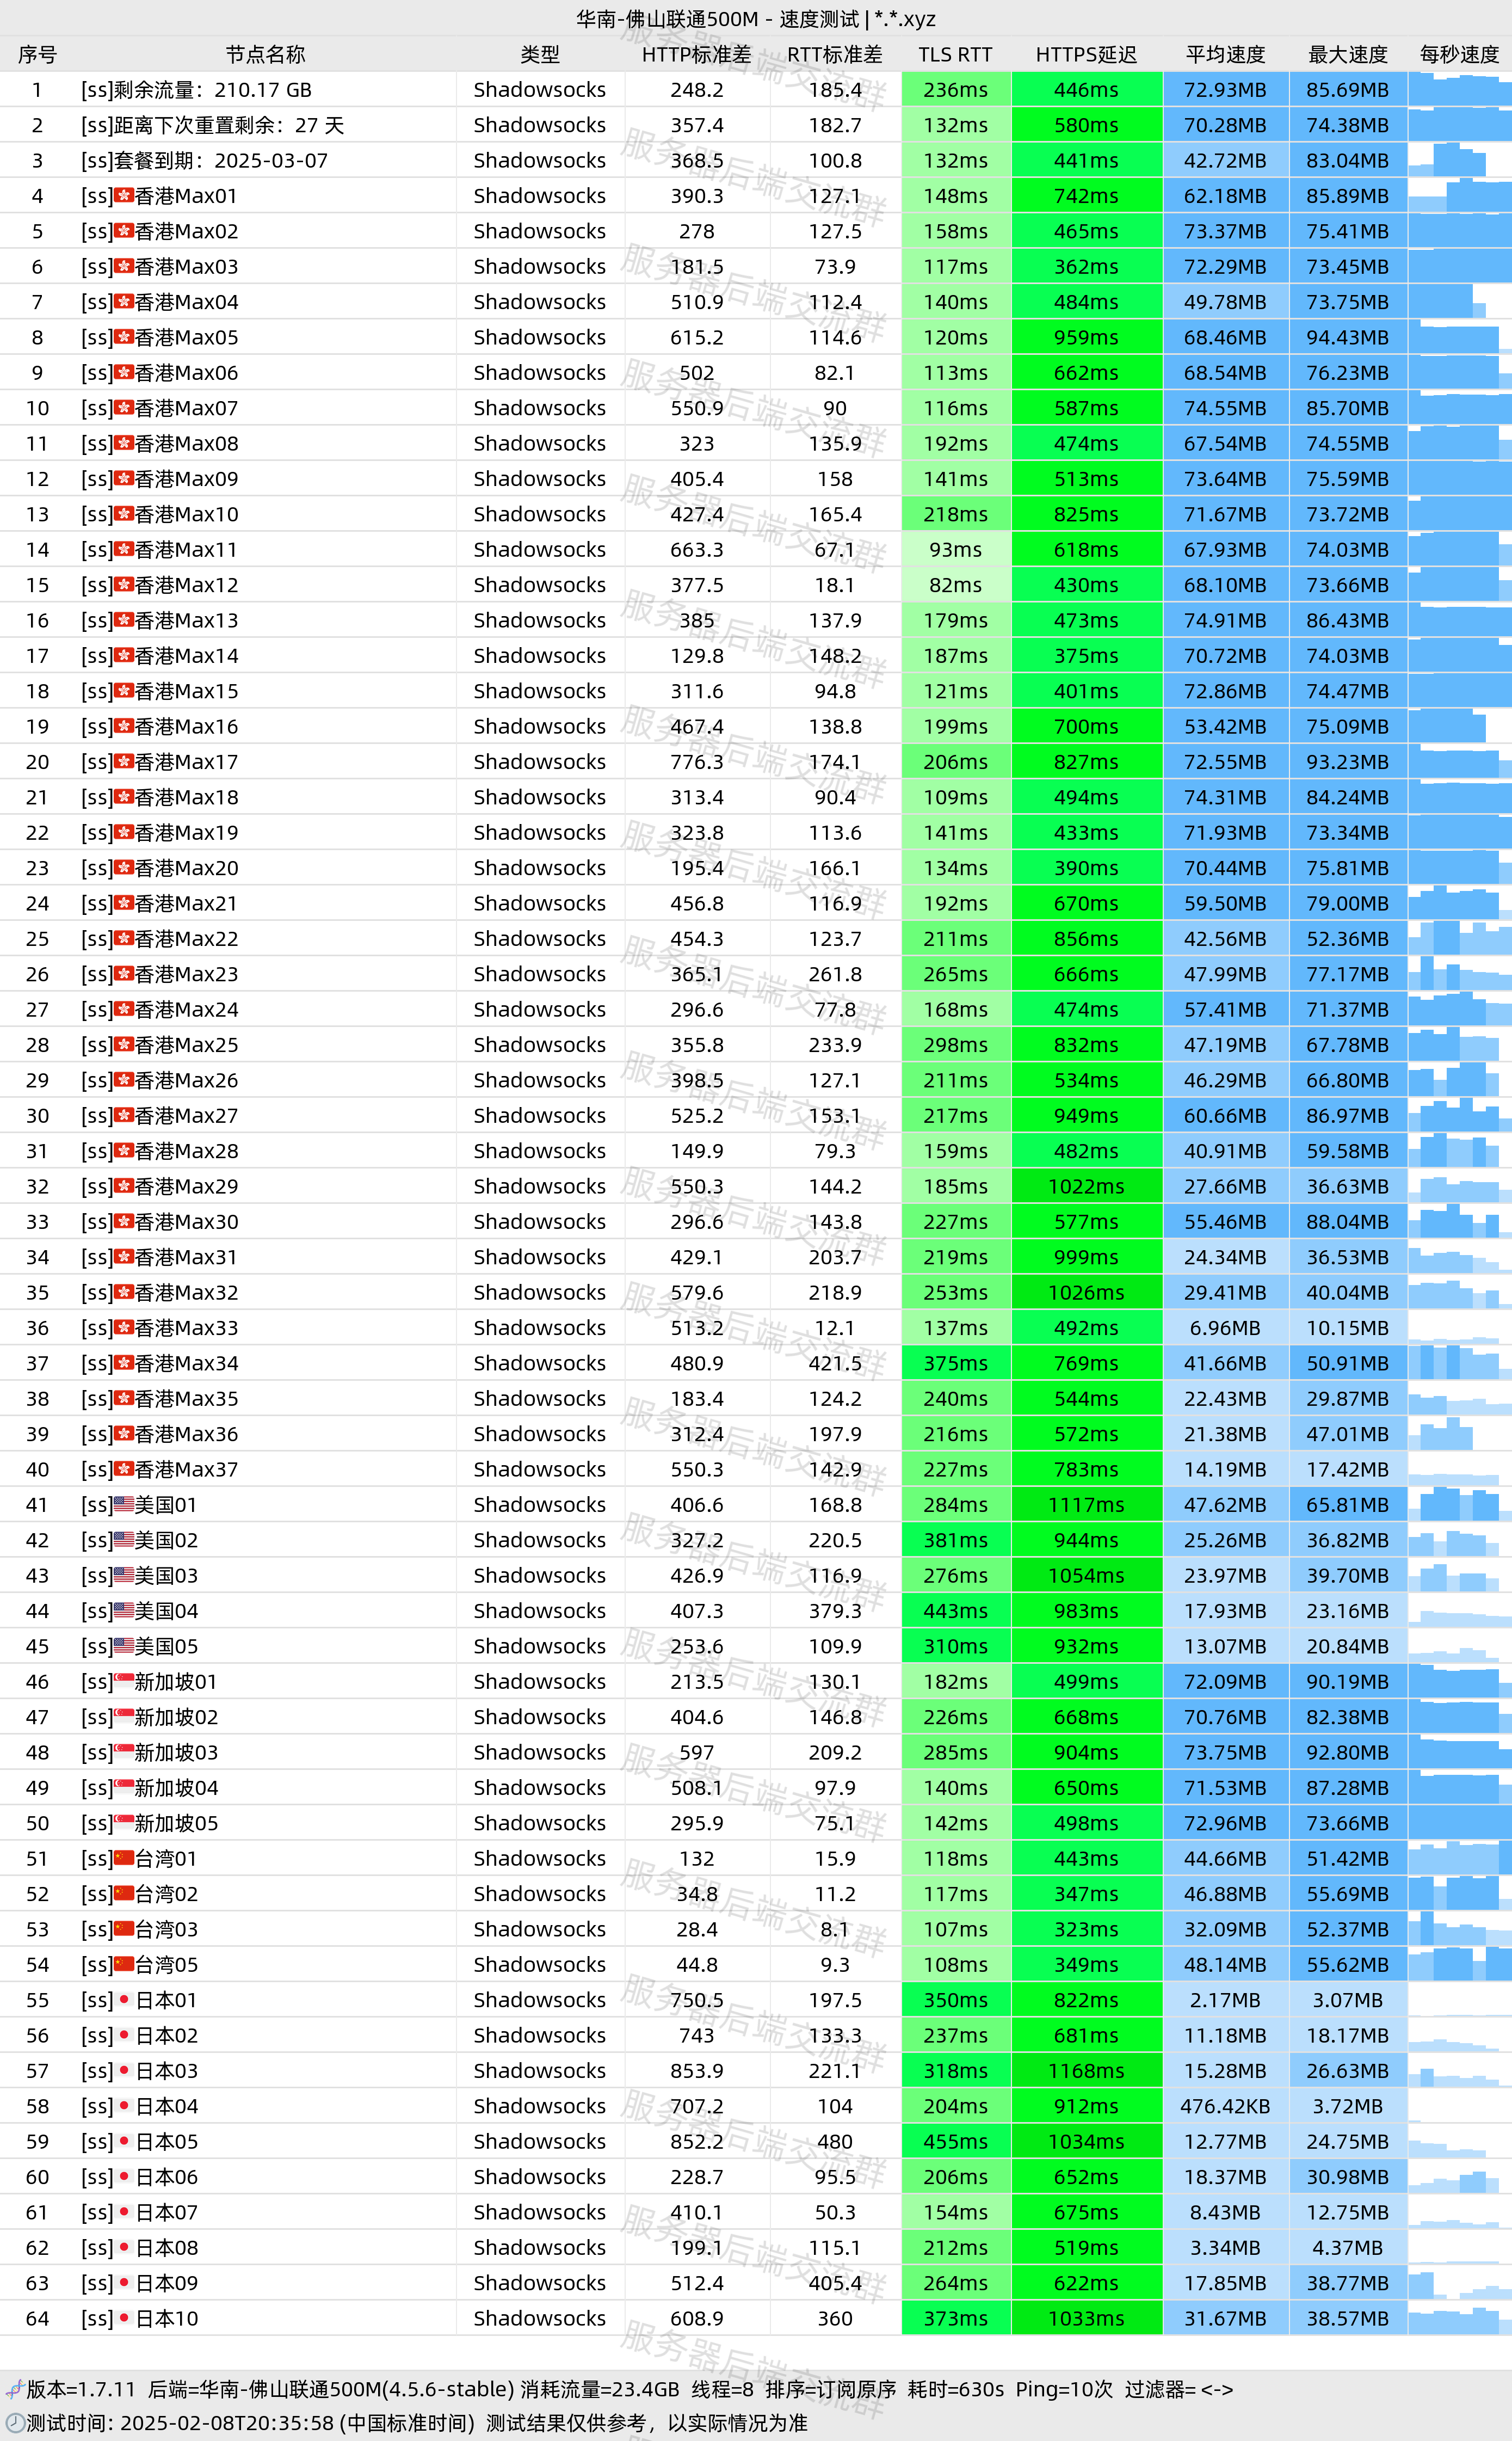 华南-佛山联通500M - 速度测试 | *.*.xyz
序号 节点名称 类型 HTTP标准差 RTT标准差 TLS RTT HTTPS延迟 平均速度 最大速度 每秒速度
1 [ss]剩余流量：210.17 GB Shadowsocks 248.2 185.4 236ms 446ms 72.93MB 85.69MB
2 [ss]距离下次重置剩余：27 天 Shadowsocks 357.4 182.7 132ms 580ms 70.28MB 74.38MB
3 [ss]套餐到期：2025-03-07 Shadowsocks 368.5 100.8 132ms 441ms 42.72MB 83.04MB
4 [ss]🇭🇰香港Max01 Shadowsocks 390.3 127.1 148ms 742ms 62.18MB 85.89MB
5 [ss]🇭🇰香港Max02 Shadowsocks 278 127.5 158ms 465ms 73.37MB 75.41MB
6 [ss]🇭🇰香港Max03 Shadowsocks 181.5 73.9 117ms 362ms 72.29MB 73.45MB
7 [ss]🇭🇰香港Max04 Shadowsocks 510.9 112.4 140ms 484ms 49.78MB 73.75MB
8 [ss]🇭🇰香港Max05 Shadowsocks 615.2 114.6 120ms 959ms 68.46MB 94.43MB
9 [ss]🇭🇰香港Max06 Shadowsocks 502 82.1 113ms 662ms 68.54MB 76.23MB
10 [ss]🇭🇰香港Max07 Shadowsocks 550.9 90 116ms 587ms 74.55MB 85.70MB
11 [ss]🇭🇰香港Max08 Shadowsocks 323 135.9 192ms 474ms 67.54MB 74.55MB
12 [ss]🇭🇰香港Max09 Shadowsocks 405.4 158 141ms 513ms 73.64MB 75.59MB
13 [ss]🇭🇰香港Max10 Shadowsocks 427.4 165.4 218ms 825ms 71.67MB 73.72MB
14 [ss]🇭🇰香港Max11 Shadowsocks 663.3 67.1 93ms 618ms 67.93MB 74.03MB
15 [ss]🇭🇰香港Max12 Shadowsocks 377.5 18.1 82ms 430ms 68.10MB 73.66MB
16 [ss]🇭🇰香港Max13 Shadowsocks 385 137.9 179ms 473ms 74.91MB 86.43MB
17 [ss]🇭🇰香港Max14 Shadowsocks 129.8 148.2 187ms 375ms 70.72MB 74.03MB
18 [ss]🇭🇰香港Max15 Shadowsocks 311.6 94.8 121ms 401ms 72.86MB 74.47MB
19 [ss]🇭🇰香港Max16 Shadowsocks 467.4 138.8 199ms 700ms 53.42MB 75.09MB
20 [ss]🇭🇰香港Max17 Shadowsocks 776.3 174.1 206ms 827ms 72.55MB 93.23MB
21 [ss]🇭🇰香港Max18 Shadowsocks 313.4 90.4 109ms 494ms 74.31MB 84.24MB
22 [ss]🇭🇰香港Max19 Shadowsocks 323.8 113.6 141ms 433ms 71.93MB 73.34MB
23 [ss]🇭🇰香港Max20 Shadowsocks 195.4 166.1 134ms 390ms 70.44MB 75.81MB
24 [ss]🇭🇰香港Max21 Shadowsocks 456.8 116.9 192ms 670ms 59.50MB 79.00MB
25 [ss]🇭🇰香港Max22 Shadowsocks 454.3 123.7 211ms 856ms 42.56MB 52.36MB
26 [ss]🇭🇰香港Max23 Shadowsocks 365.1 261.8 265ms 666ms 47.99MB 77.17MB
27 [ss]🇭🇰香港Max24 Shadowsocks 296.6 77.8 168ms 474ms 57.41MB 71.37MB
28 [ss]🇭🇰香港Max25 Shadowsocks 355.8 233.9 298ms 832ms 47.19MB 67.78MB
29 [ss]🇭🇰香港Max26 Shadowsocks 398.5 127.1 211ms 534ms 46.29MB 66.80MB
30 [ss]🇭🇰香港Max27 Shadowsocks 525.2 153.1 217ms 949ms 60.66MB 86.97MB
31 [ss]🇭🇰香港Max28 Shadowsocks 149.9 79.3 159ms 482ms 40.91MB 59.58MB
32 [ss]🇭🇰香港Max29 Shadowsocks 550.3 144.2 185ms 1022ms 27.66MB 36.63MB
33 [ss]🇭🇰香港Max30 Shadowsocks 296.6 143.8 227ms 577ms 55.46MB 88.04MB
34 [ss]🇭🇰香港Max31 Shadowsocks 429.1 203.7 219ms 999ms 24.34MB 36.53MB
35 [ss]🇭🇰香港Max32 Shadowsocks 579.6 218.9 253ms 1026ms 29.41MB 40.04MB
36 [ss]🇭🇰香港Max33 Shadowsocks 513.2 12.1 137ms 492ms 6.96MB 10.15MB
37 [ss]🇭🇰香港Max34 Shadowsocks 480.9 421.5 375ms 769ms 41.66MB 50.91MB
38 [ss]🇭🇰香港Max35 Shadowsocks 183.4 124.2 240ms 544ms 22.43MB 29.87MB
39 [ss]🇭🇰香港Max36 Shadowsocks 312.4 197.9 216ms 572ms 21.38MB 47.01MB
40 [ss]🇭🇰香港Max37 Shadowsocks 550.3 142.9 227ms 783ms 14.19MB 17.42MB
41 [ss]🇺🇸美国01 Shadowsocks 406.6 168.8 284ms 1117ms 47.62MB 65.81MB
42 [ss]🇺🇸美国02 Shadowsocks 327.2 220.5 381ms 944ms 25.26MB 36.82MB
43 [ss]🇺🇸美国03 Shadowsocks 426.9 116.9 276ms 1054ms 23.97MB 39.70MB
44 [ss]🇺🇸美国04 Shadowsocks 407.3 379.3 443ms 983ms 17.93MB 23.16MB
45 [ss]🇺🇸美国05 Shadowsocks 253.6 109.9 310ms 932ms 13.07MB 20.84MB
46 [ss]🇸🇬新加坡01 Shadowsocks 213.5 130.1 182ms 499ms 72.09MB 90.19MB
47 [ss]🇸🇬新加坡02 Shadowsocks 404.6 146.8 226ms 668ms 70.76MB 82.38MB
48 [ss]🇸🇬新加坡03 Shadowsocks 597 209.2 285ms 904ms 73.75MB 92.80MB
49 [ss]🇸🇬新加坡04 Shadowsocks 508.1 97.9 140ms 650ms 71.53MB 87.28MB
50 [ss]🇸🇬新加坡05 Shadowsocks 295.9 75.1 142ms 498ms 72.96MB 73.66MB
51 [ss]🇨🇳台湾01 Shadowsocks 132 15.9 118ms 443ms 44.66MB 51.42MB
52 [ss]🇨🇳台湾02 Shadowsocks 34.8 11.2 117ms 347ms 46.88MB 55.69MB
53 [ss]🇨🇳台湾03 Shadowsocks 28.4 8.1 107ms 323ms 32.09MB 52.37MB
54 [ss]🇨🇳台湾05 Shadowsocks 44.8 9.3 108ms 349ms 48.14MB 55.62MB
55 [ss]🇯🇵日本01 Shadowsocks 750.5 197.5 350ms 822ms 2.17MB 3.07MB
56 [ss]🇯🇵日本02 Shadowsocks 743 133.3 237ms 681ms 11.18MB 18.17MB
57 [ss]🇯🇵日本03 Shadowsocks 853.9 221.1 318ms 1168ms 15.28MB 26.63MB
58 [ss]🇯🇵日本04 Shadowsocks 707.2 104 204ms 912ms 476.42KB 3.72MB
59 [ss]🇯🇵日本05 Shadowsocks 852.2 480 455ms 1034ms 12.77MB 24.75MB
60 [ss]🇯🇵日本06 Shadowsocks 228.7 95.5 206ms 652ms 18.37MB 30.98MB
61 [ss]🇯🇵日本07 Shadowsocks 410.1 50.3 154ms 675ms 8.43MB 12.75MB
62 [ss]🇯🇵日本08 Shadowsocks 199.1 115.1 212ms 519ms 3.34MB 4.37MB
63 [ss]🇯🇵日本09 Shadowsocks 512.4 405.4 264ms 622ms 17.85MB 38.77MB
64 [ss]🇯🇵日本10 Shadowsocks 608.9 360 373ms 1033ms 31.67MB 38.57MB
版本=1.7.11 后端=华南-佛山联通500M(4.5.6-stable) 消耗流量=23.4GB 线程=8 排序=订阅原序 耗时=630s Ping=10次 过滤器= <->
测试时间: 2025-02-08T20:35:58 (中国标准时间) 测试结果仅供参考，以实际情况为准
服务器后端交流群